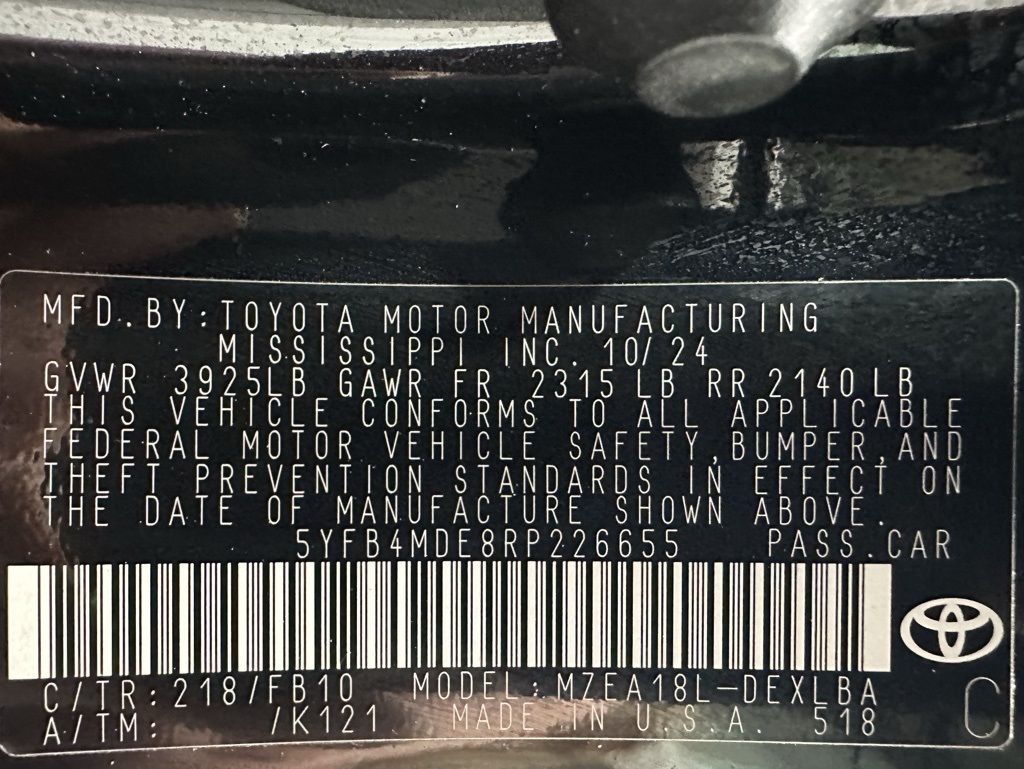 MFD. BY: TOYOTA MOTOR MANUFACTURING
MISSISSIPPI INC. 10/24
GVWR 3925LB GAWR FR 2315 LB RR 2140 LB
THIS VEHICLE CONFORMS TO ALL APPLICABLE
FEDERAL MOTOR VEHICLE SAFETY, BUMPER, AND
THEFT PREVENTION STANDARDS IN EFFECT ON
THE DATE OF MANUFACTURE SHOWN ABOVE.
5YFB4MDE8RP226655 PASS. CAR
C/TR: 218/FB10 MODEL: MZEA18L-DEXLBA
A/TM: /K121 MADE IN U.S.A. 518
C